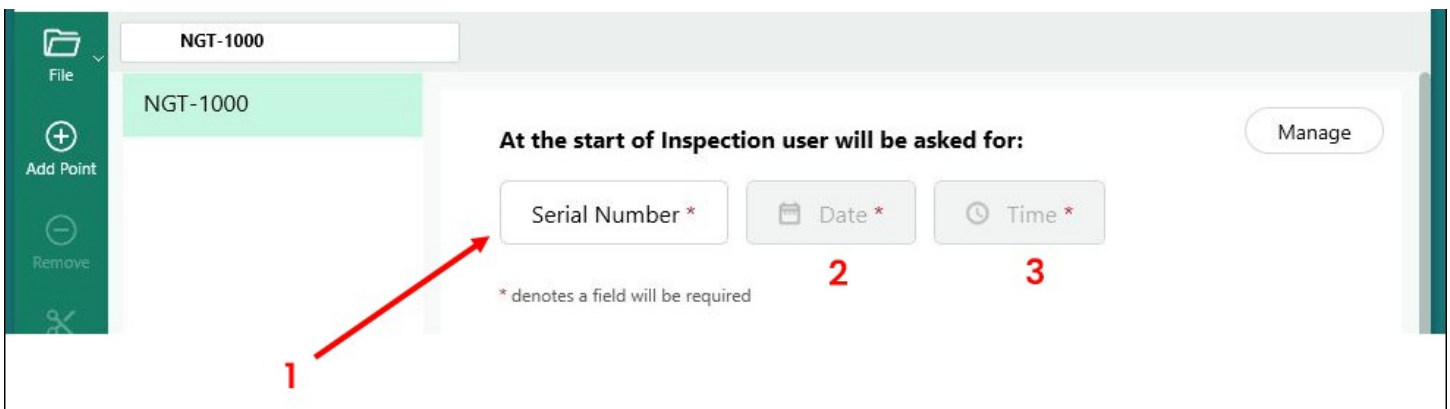 File
Add Point
Remove
NGT-1000
NGT-1000
At the start of Inspection user will be asked for:
Manage
Serial Number * Date * Time *
2 3
* denotes a field will be required
1